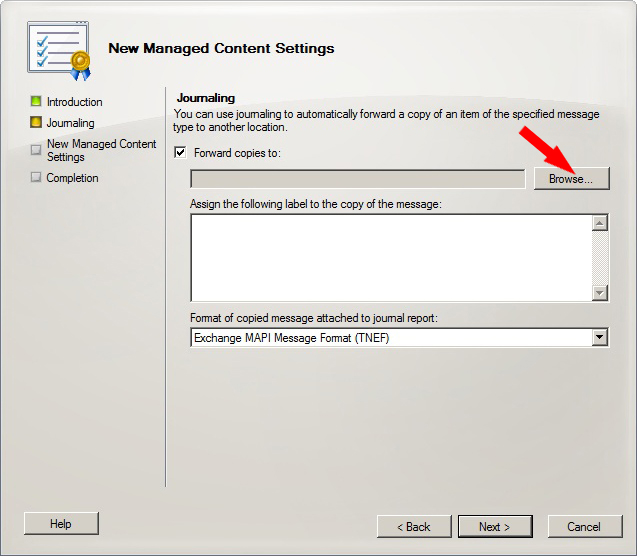 New Managed Content Settings
Introduction
Journaling
New Managed Content
Settings
Completion
Journaling
You can use journaling to automatically forward a copy of an item of the specified message
type to another location.
Forward copies to:
Browse...
Assign the following label to the copy of the message:
Format of copied message attached to journal report:
Exchange MAPI Message Format (TNEF)
Help
< Back
Next >
Cancel